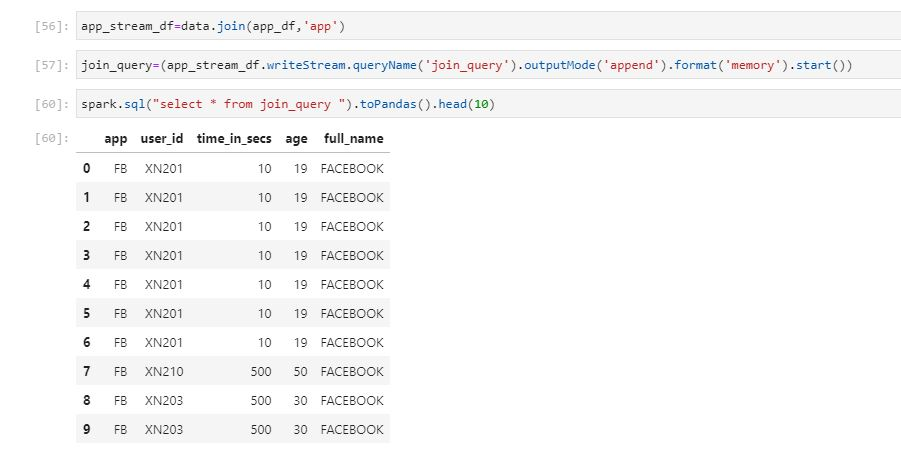 [56]: app_stream_df=data.join(app_df,'app')
[57]: join_query=(app_stream_df.writeStream.queryName('join_query').outputMode('append').format('memory').start())
[60]: spark.sql("select * from join_query ").toPandas().head(10)
[60]: app user_id time_in_secs age full_name
0 FB XN201 10 19 FACEBOOK
1 FB XN201 10 19 FACEBOOK
2 FB XN201 10 19 FACEBOOK
3 FB XN201 10 19 FACEBOOK
4 FB XN201 10 19 FACEBOOK
5 FB XN201 10 19 FACEBOOK
6 FB XN201 10 19 FACEBOOK
7 FB XN210 500 50 FACEBOOK
8 FB XN203 500 30 FACEBOOK
9 FB XN203 500 30 FACEBOOK